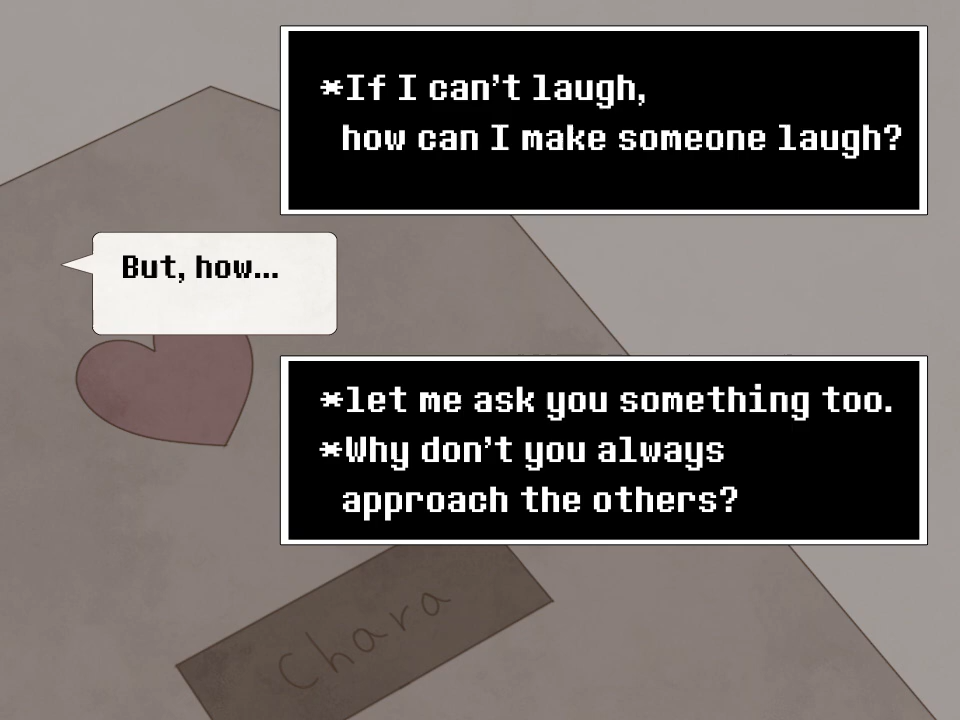 *If I can't laugh,
how can I make someone laugh?
But, how...
*let me ask you something too.
*Why don't you always
approach the others?
Chara